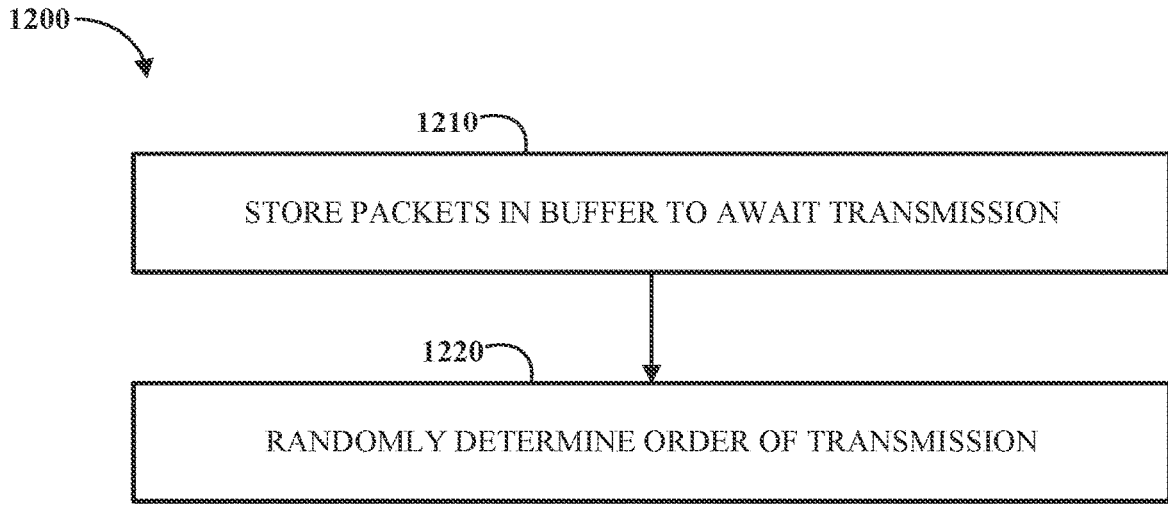 1200
1210
STORE PACKETS IN BUFFER TO AWAIT TRANSMISSION
1220
RANDOMLY DETERMINE ORDER OF TRANSMISSION